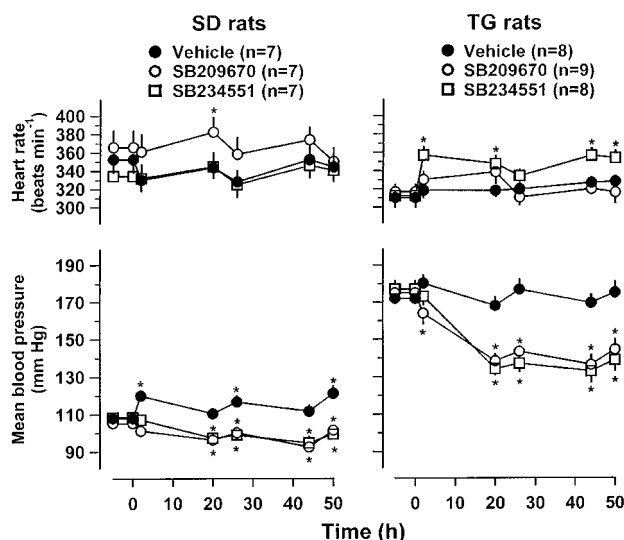 SD rats
Vehicle (n=7)
SB209670 (n=7)
SB234551 (n=7)
TG rats
Vehicle (n=8)
SB209670 (n=9)
SB234551 (n=8)
Heart rate
(beats min⁻¹)
400
380
360
340
320
300
*
* * * *
Mean blood pressure
(mm Hg)
190
170
150
130
110
90
* * *
* * * *
* * * *
* * *
* * * * *
0 10 20 30 40 50
0 10 20 30 40 50
Time (h)